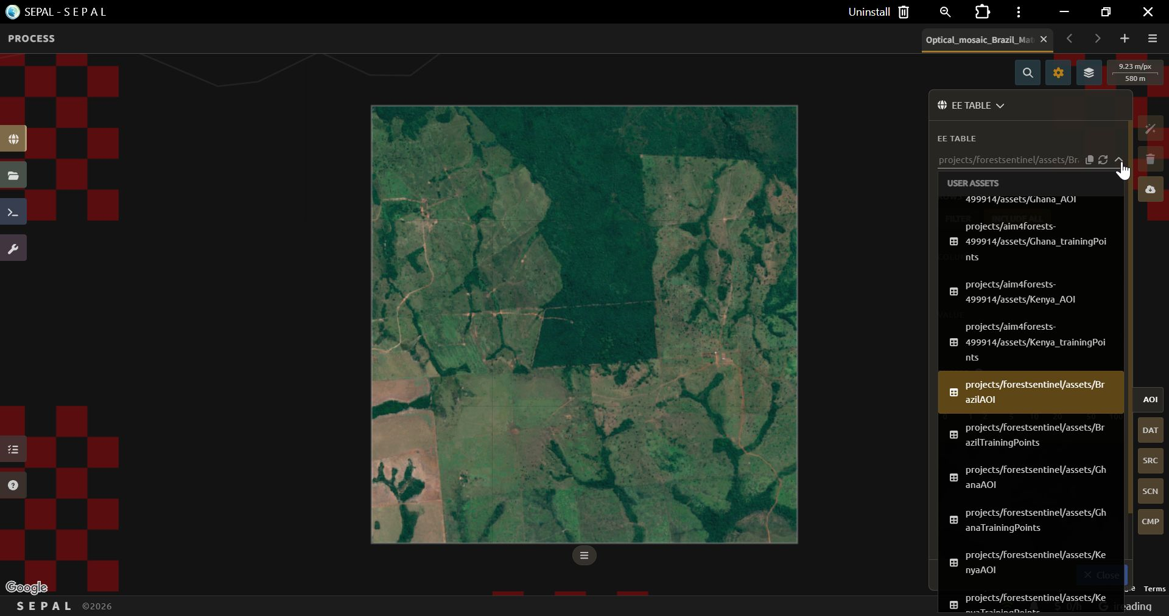 SEPAL - S E P A L
Uninstall
PROCESS
Optical_mosaic_Brazil_Mat
9.23 m/px
580 m
EE TABLE
EE TABLE
projects/forestsentinel/assets/Br
USER ASSETS
499914/assets/Ghana_AOI
projects/aim4forests-
499914/assets/Ghana_trainingPoi
nts
projects/aim4forests-
499914/assets/Kenya_AOI
projects/aim4forests-
499914/assets/Kenya_trainingPoi
nts
projects/forestsentinel/assets/Br
azilAOI
projects/forestsentinel/assets/Br
azilTrainingPoints
projects/forestsentinel/assets/Gh
anaAOI
projects/forestsentinel/assets/Gh
anaTrainingPoints
projects/forestsentinel/assets/Ke
nyaAOI
projects/forestsentinel/assets/Ke
nyaTrainingPoints
AOI
DAT
SRC
SCN
CMP
Close
Google
Terms
S E P A L ©2026